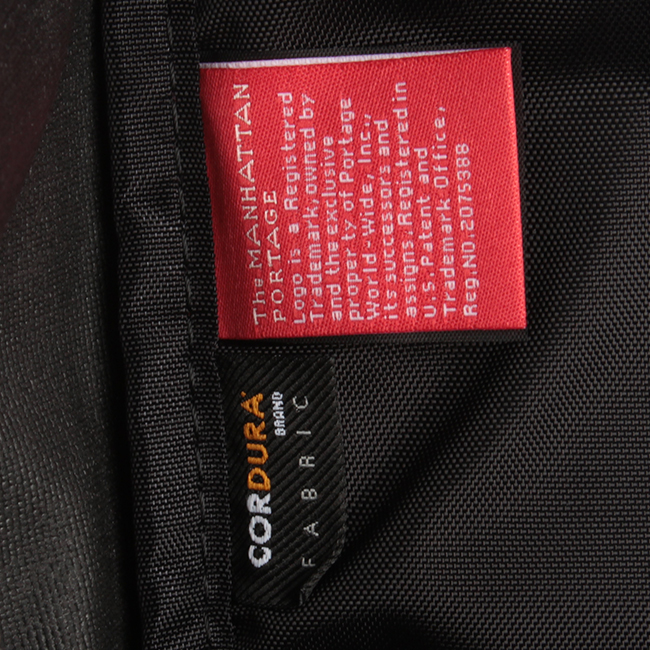 The MANHATTAN
PORTAGE
Logo is a Registered
Trademark, owned by
and the exclusive
property of Portage
World-Wide, Inc.,
its successors and
assigns. Registered in
U.S. Patent and
Trademark Office,
Reg.NO.2075388
CORDURA
BRAND
FABRIC